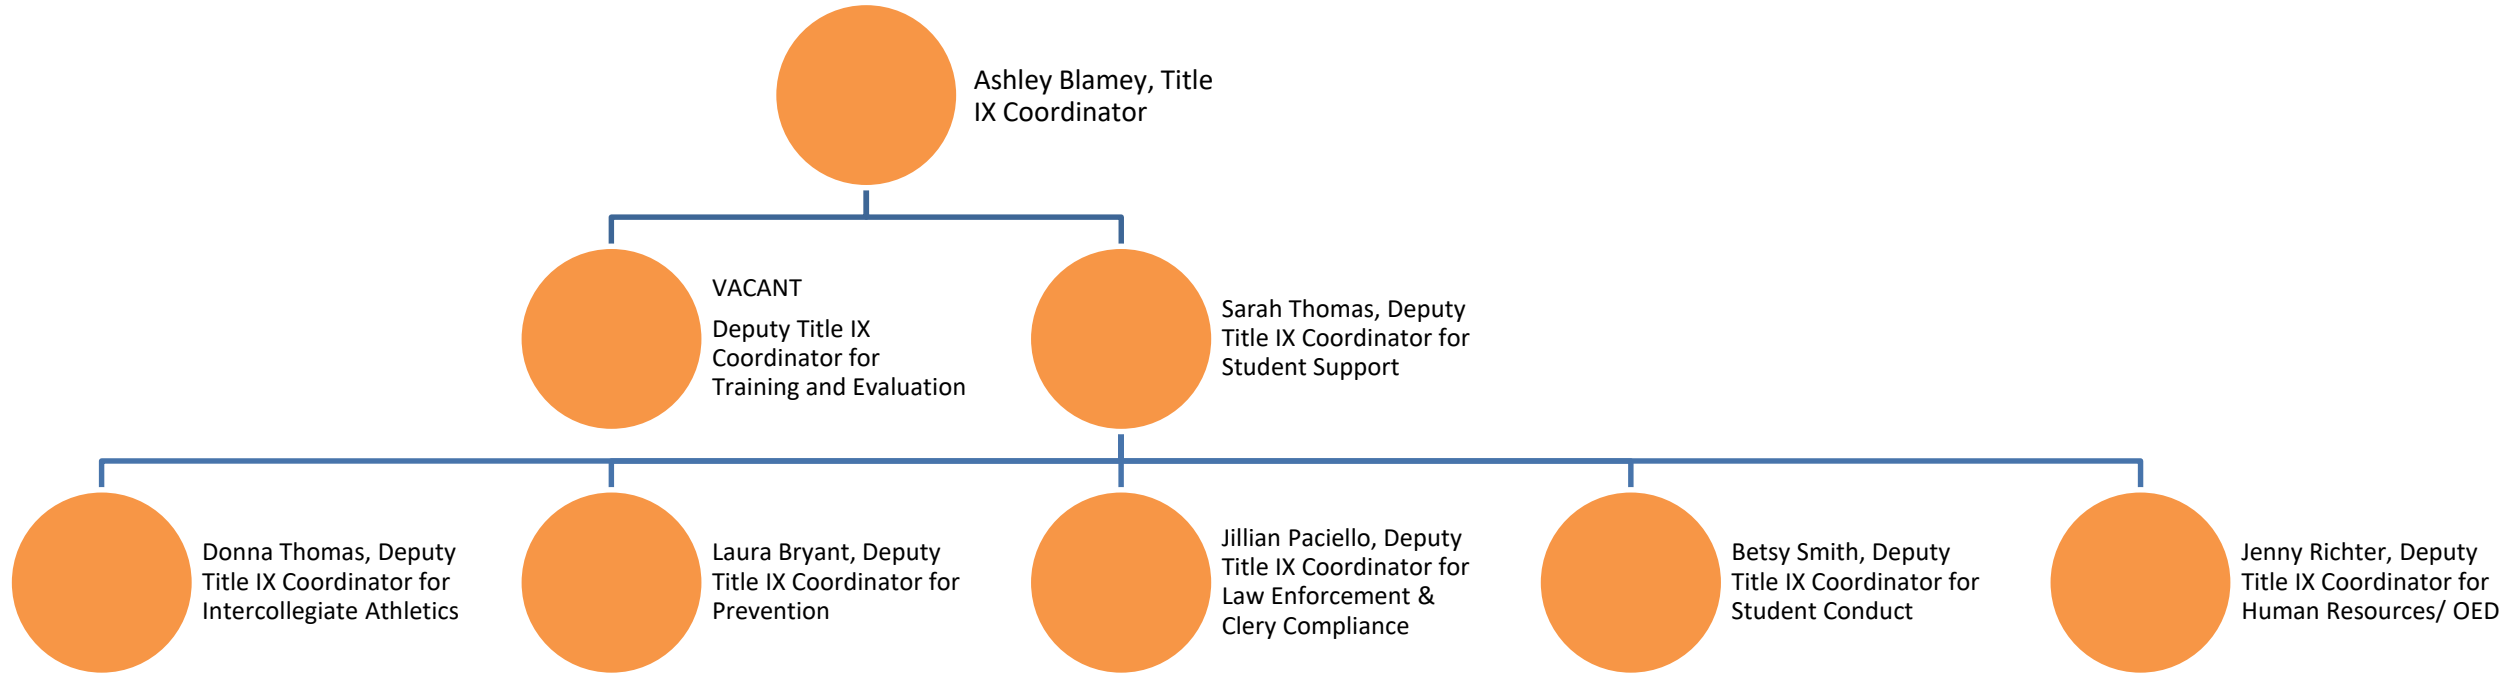 Ashley Blamey, Title
IX Coordinator
VACANT
Deputy Title IX
Coordinator for
Training and Evaluation
Sarah Thomas, Deputy
Title IX Coordinator for
Student Support
Donna Thomas, Deputy
Title IX Coordinator for
Intercollegiate Athletics
Laura Bryant, Deputy
Title IX Coordinator for
Prevention
Jillian Paciello, Deputy
Title IX Coordinator for
Law Enforcement &
Clery Compliance
Betsy Smith, Deputy
Title IX Coordinator for
Student Conduct
Jenny Richter, Deputy
Title IX Coordinator for
Human Resources/ OED